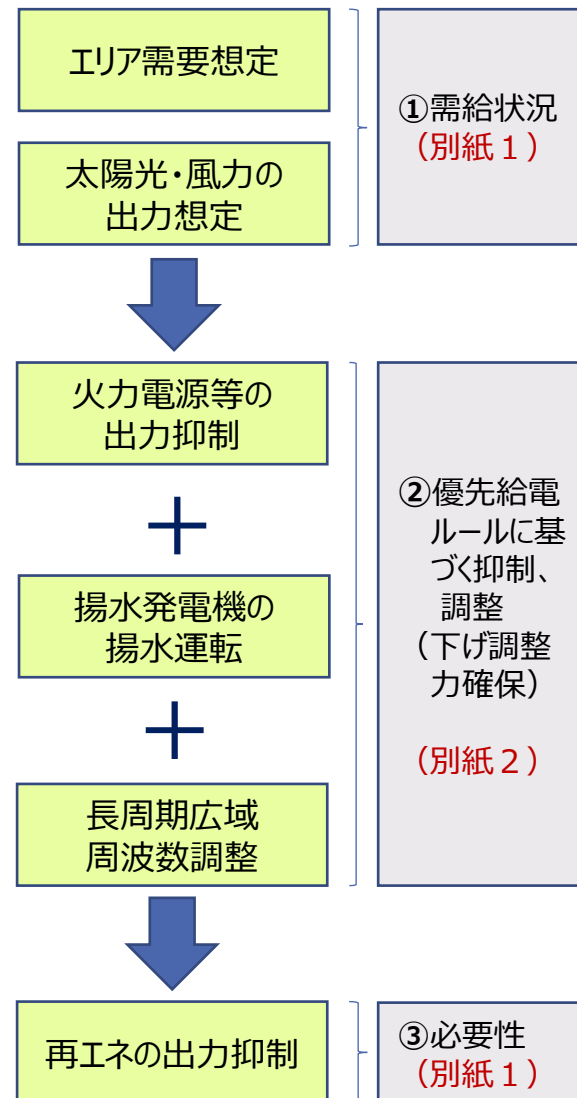 エリア需要想定
太陽光・風力の
出力想定
①需給状況
（別紙１）
火力電源等の
出力抑制
＋
揚水発電機の
揚水運転
＋
長周期広域
周波数調整
②優先給電
ルールに基
づく抑制、
調整
（下げ調整
力確保）
（別紙２）
再エネの出力抑制
③必要性
（別紙１）